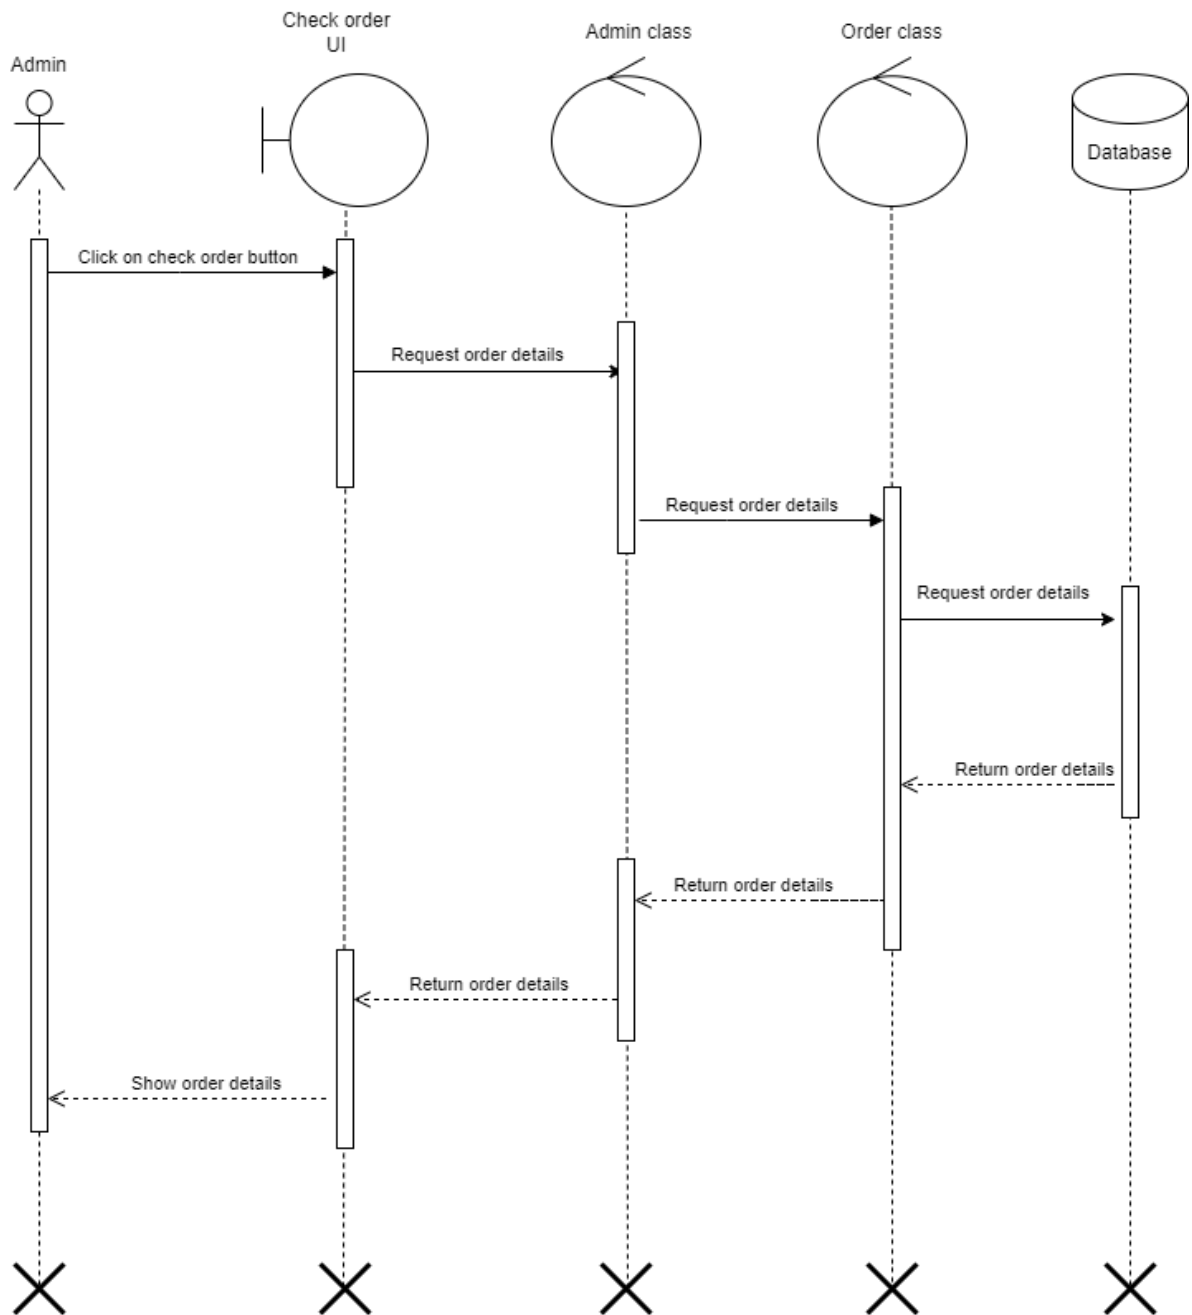 Check order
UI
Admin class
Order class
Admin
Database
Click on check order button
Request order details
Request order details
Request order details
Return order details
Return order details
Return order details
Show order details